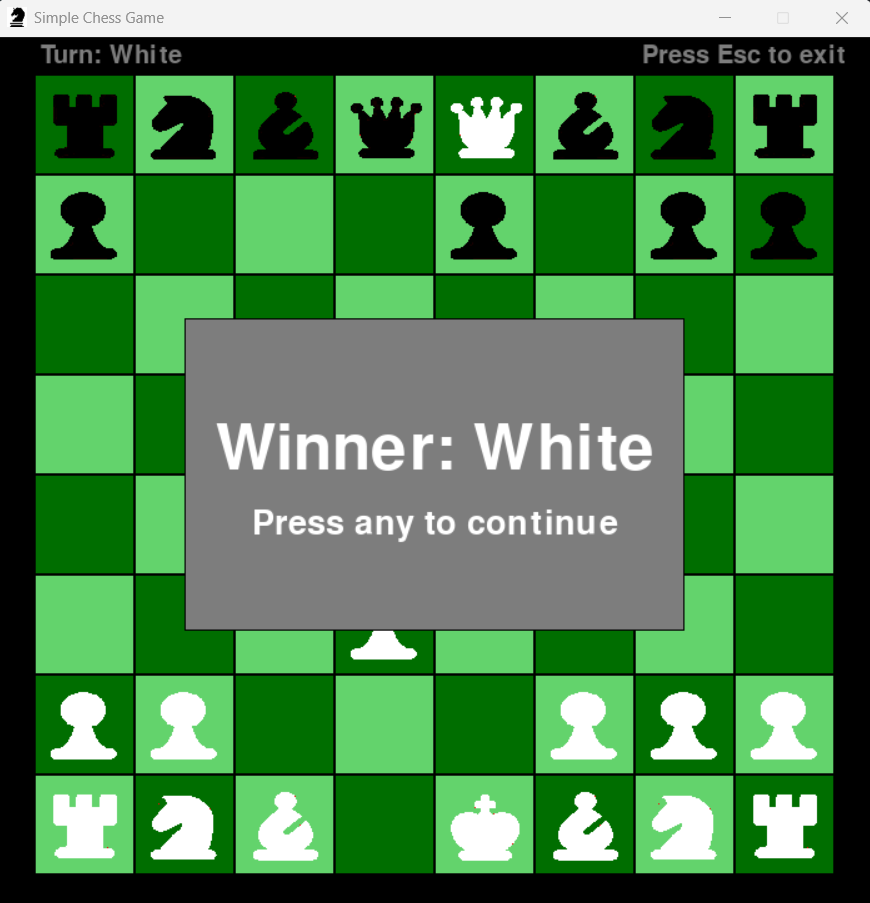 Simple Chess Game
Turn: White
Press Esc to exit
Winner: White
Press any to continue